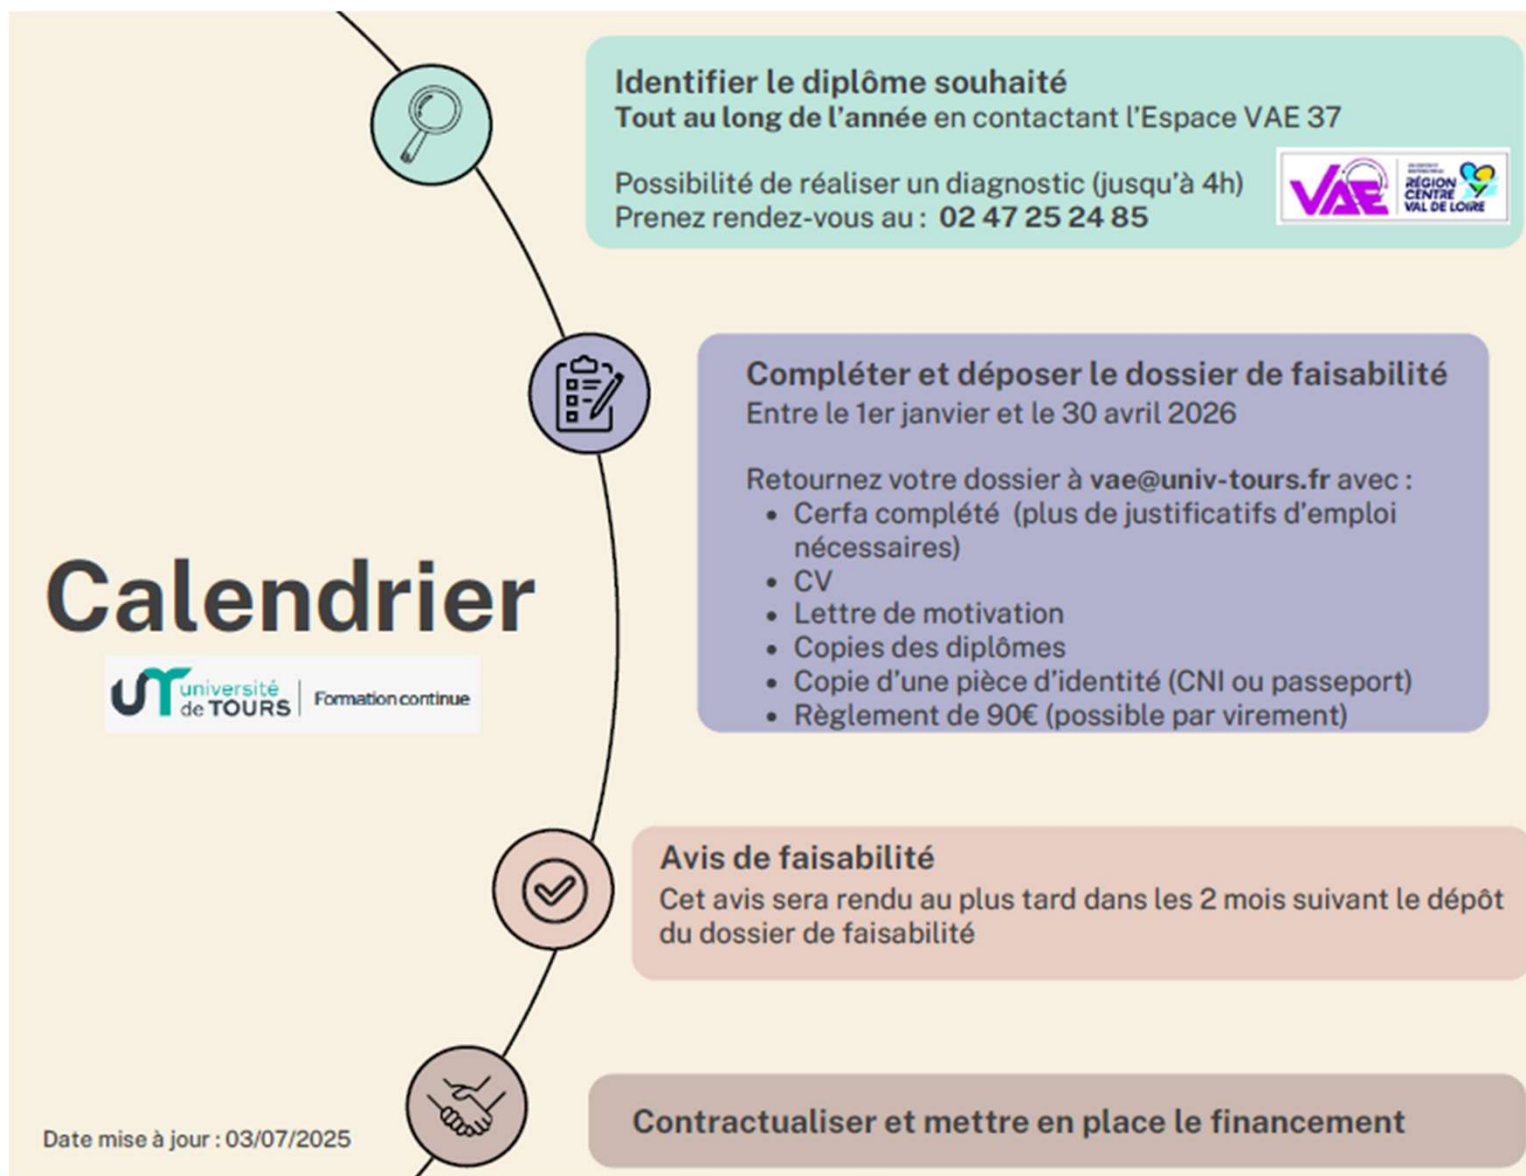 Identifier le diplôme souhaité
Tout au long de l'année en contactant l'Espace VAE 37
Possibilité de réaliser un diagnostic (jusqu'à 4h)
Prenez rendez-vous au : 02 47 25 24 85
VAE
RÉGION
CENTRE
VAL DE LOIRE
Compléter et déposer le dossier de faisabilité
Entre le 1er janvier et le 30 avril 2026
Retournez votre dossier à vae@univ-tours.fr avec :
• Cerfa complété (plus de justificatifs d'emploi
nécessaires)
• CV
• Lettre de motivation
• Copies des diplômes
• Copie d'une pièce d'identité (CNI ou passeport)
• Règlement de 90€ (possible par virement)
Calendrier
université
de TOURS
Formation continue
Avis de faisabilité
Cet avis sera rendu au plus tard dans les 2 mois suivant le dépôt
du dossier de faisabilité
Contractualiser et mettre en place le financement
Date mise à jour : 03/07/2025